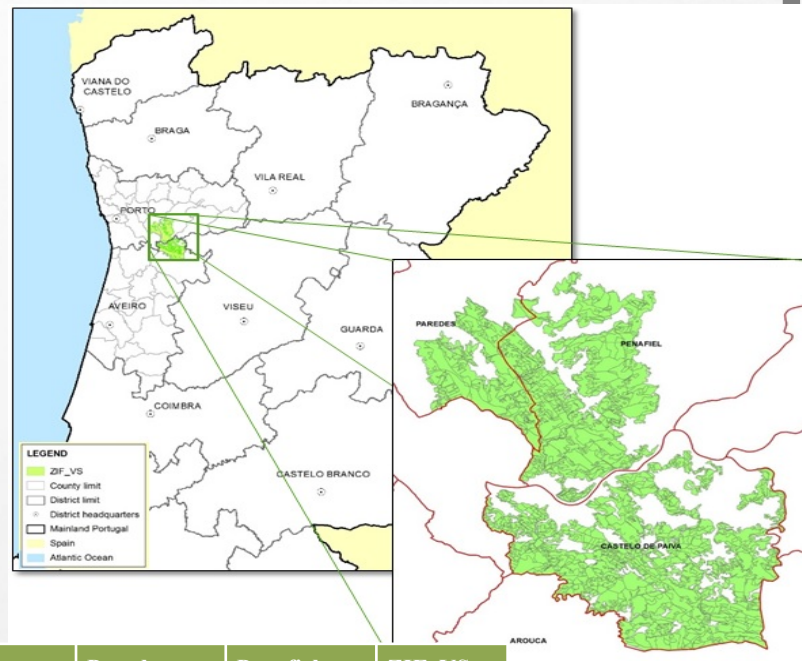 VIANA DO
CASTELO
BRAGANÇA
BRAGA
VILA REAL
PORTO
AVEIRO
VISEU
GUARDA
COIMBRA
CASTELO BRANCO
LEGEND
ZIF_VS
County limit
District limit
District headquarters
Mainland Portugal
Spain
Atlantic Ocean
PAREDES
PENAFIEL
CASTELO DE PAIVA
AROUCA